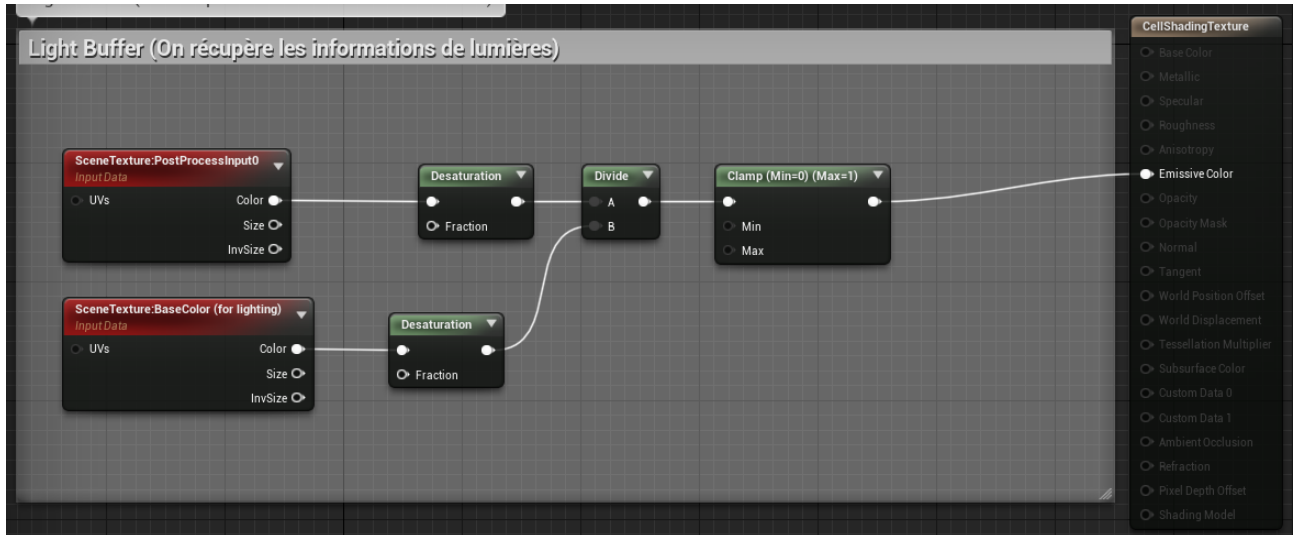 Light Buffer (On récupère les informations de lumières)
SceneTexture:PostProcessInput0
Input Data
UVs
Color
Size
InvSize
SceneTexture:BaseColor (for lighting)
Input Data
UVs
Color
Size
InvSize
Desaturation
Fraction
Desaturation
Fraction
Divide
A
B
Clamp (Min=0) (Max=1)
Min
Max
CellShadingTexture
Base Color
Metallic
Specular
Roughness
Anisotropy
Emissive Color
Opacity
Opacity Mask
Normal
Tangent
World Position Offset
World Displacement
Tessellation Multiplier
Subsurface Color
Custom Data 0
Custom Data 1
Ambient Occlusion
Refraction
Pixel Depth Offset
Shading Model